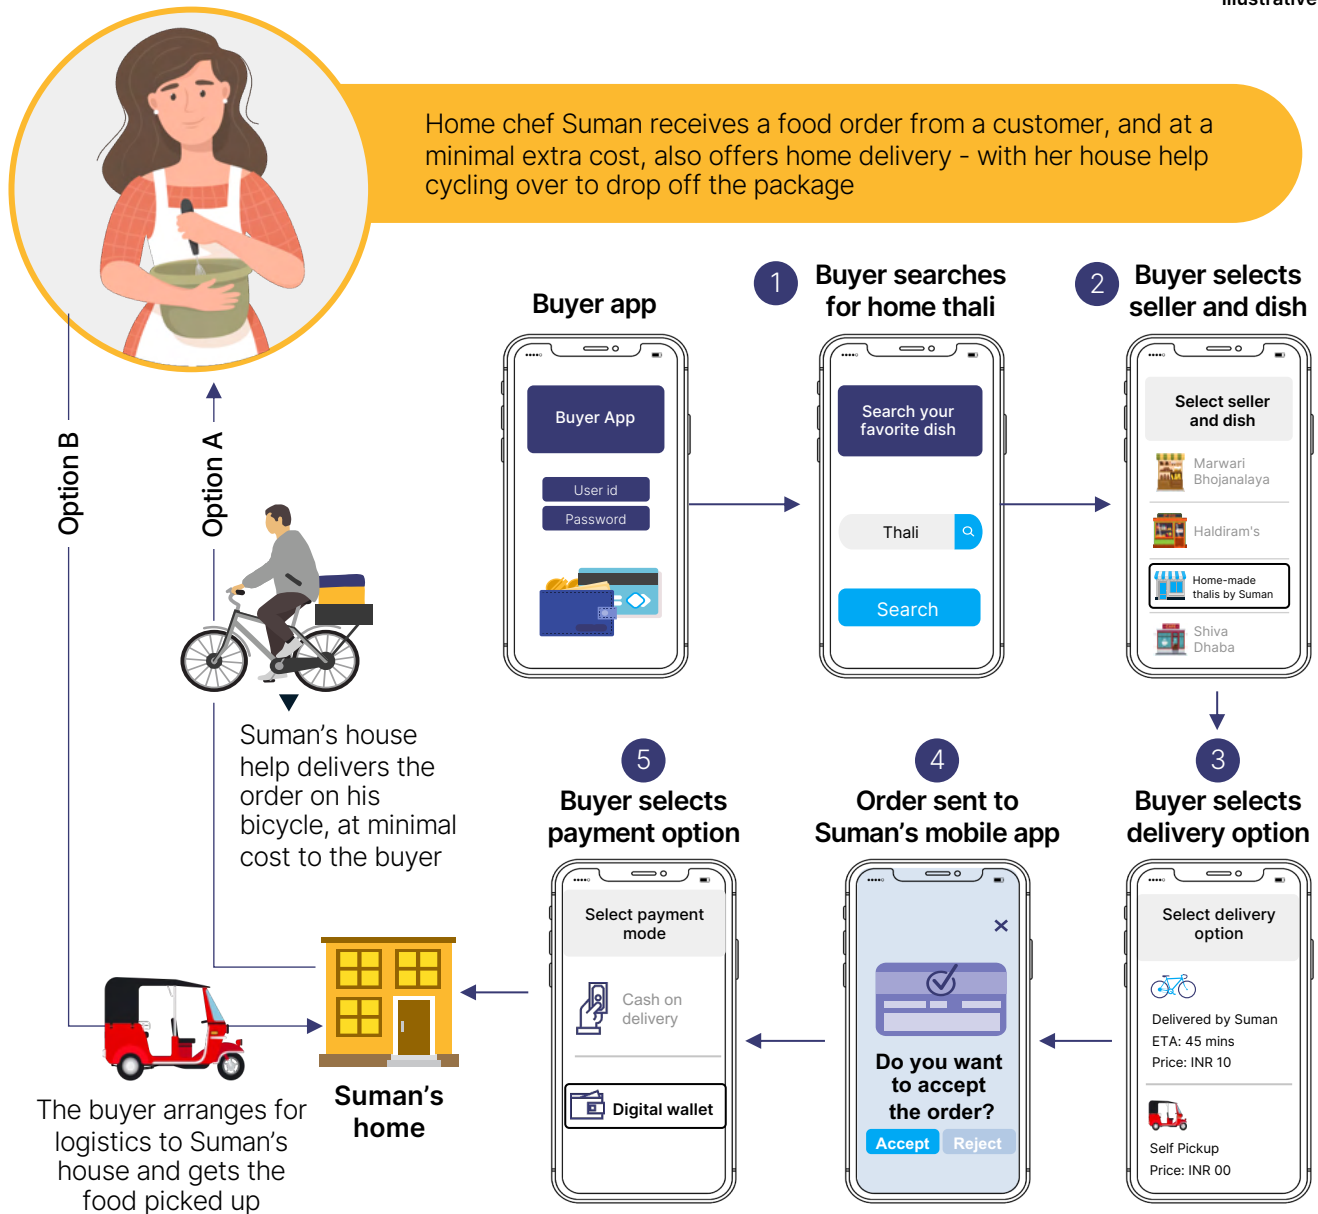 Illustrative
Home chef Suman receives a food order from a customer, and at a
minimal extra cost, also offers home delivery - with her house help
cycling over to drop off the package
Buyer app
1
Buyer searches
for home thali
2
Buyer selects
seller and dish
Buyer App
User id
Password
Search your
favorite dish
Thali
Search
Select seller
and dish
Marwari
Bhojanalaya
Haldiram's
Home-made
thalis by Suman
Shiva
Dhaba
Option B
Option A
Suman’s house
help delivers the
order on his
bicycle, at minimal
cost to the buyer
5
Buyer selects
payment option
4
Order sent to
Suman’s mobile app
3
Buyer selects
delivery option
Select payment
mode
Cash on
delivery
Digital wallet
Do you want
to accept
the order?
Accept
Reject
Select delivery
option
Delivered by Suman
ETA: 45 mins
Price: INR 10
Self Pickup
Price: INR 00
Suman’s
home
The buyer arranges for
logistics to Suman’s
house and gets the
food picked up